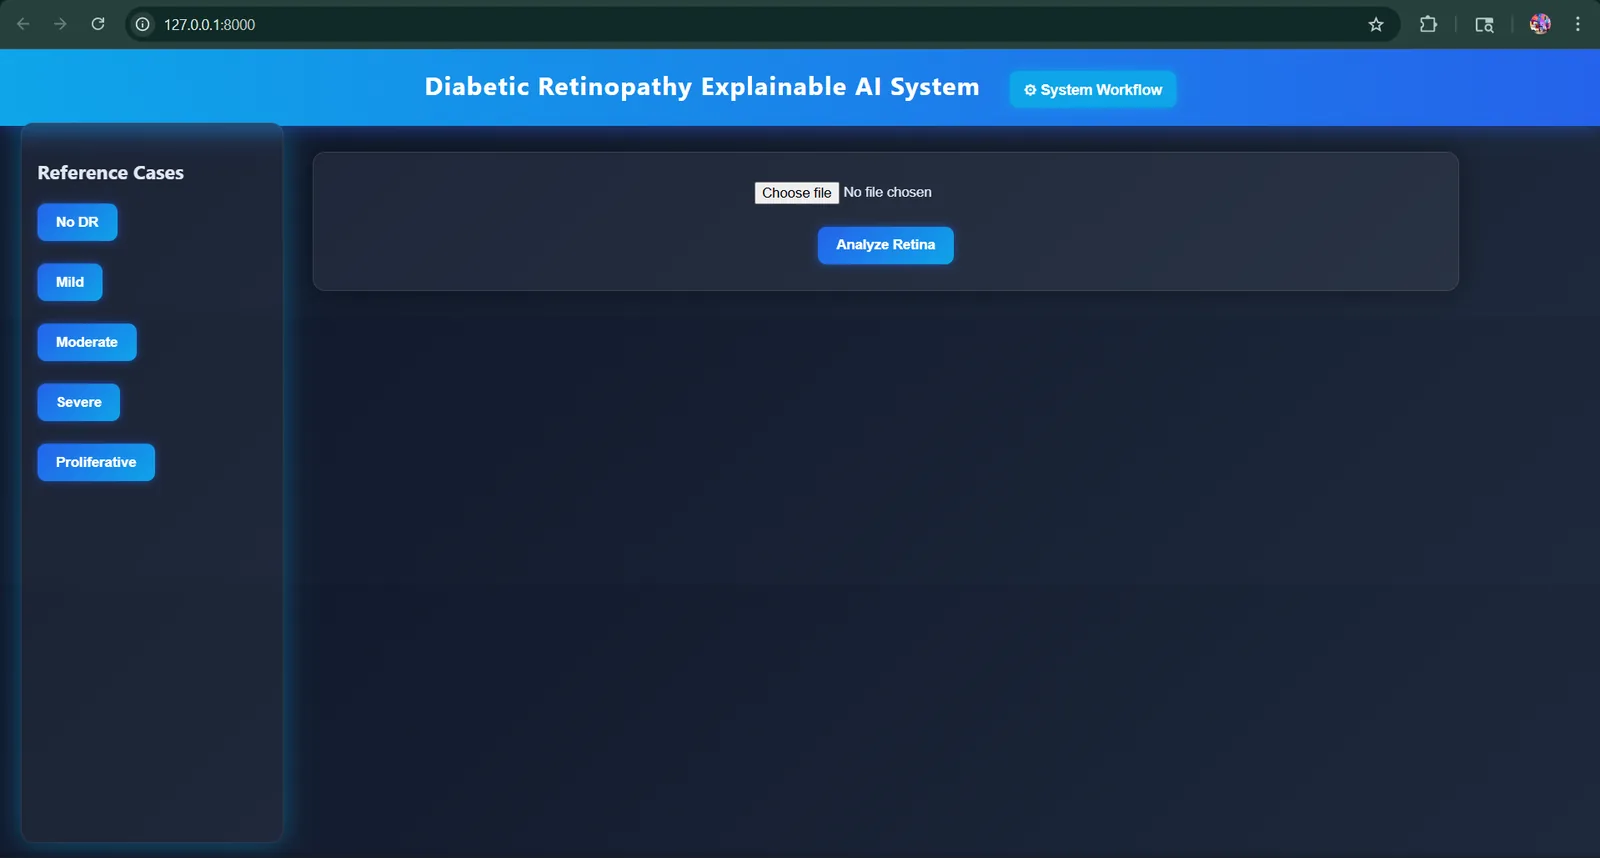 127.0.0.1:8000
Diabetic Retinopathy Explainable AI System
⚙ System Workflow
Reference Cases
No DR
Mild
Moderate
Severe
Proliferative
Choose file No file chosen
Analyze Retina